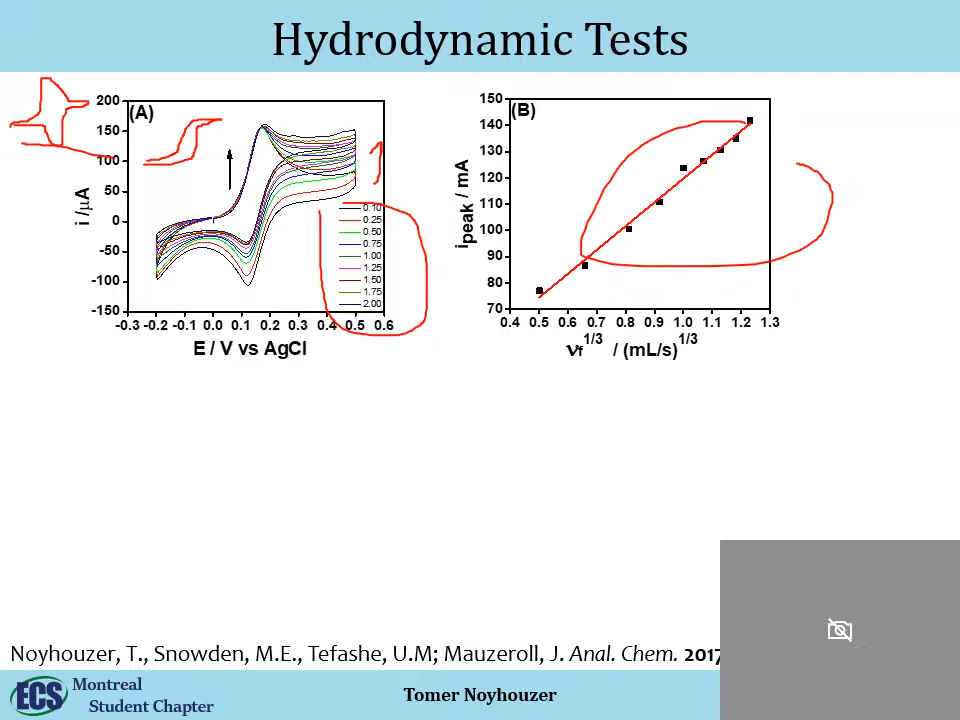 Hydrodynamic Tests
(A)
200
150
100
50
0
-50
-100
-150
i /µA
-0.3 -0.2 -0.1 0.0 0.1 0.2 0.3 0.4 0.5 0.6
E / V vs AgCl
0.10
0.25
0.50
0.75
1.00
1.25
1.50
1.75
2.00
(B)
150
140
130
120
110
100
90
80
70
ipeak / mA
0.4 0.5 0.6 0.7 0.8 0.9 1.0 1.1 1.2 1.3
νf 1/3 / (mL/s) 1/3
Noyhouzer, T., Snowden, M.E., Tefashe, U.M; Mauzeroll, J. Anal. Chem. 2017
ECS Montreal
Student Chapter
Tomer Noyhouzer